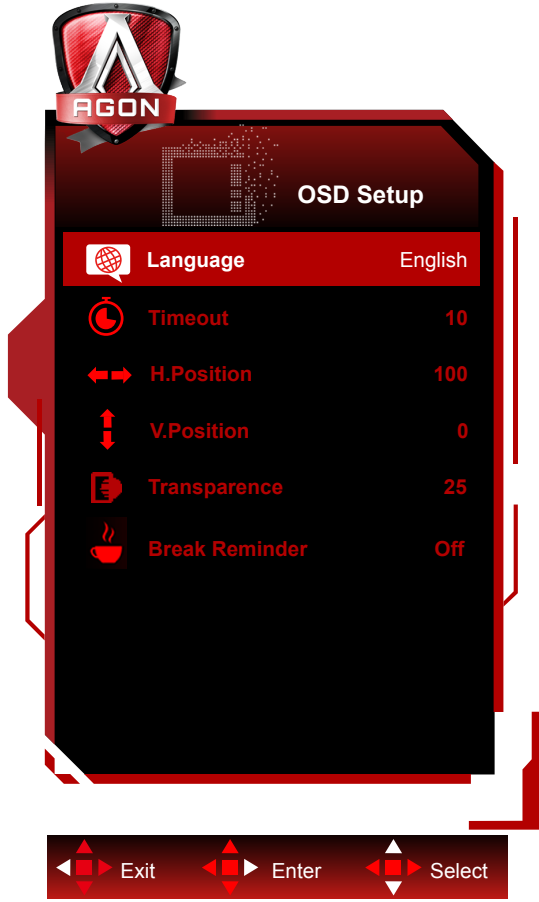 AGON
OSD Setup
Language English
Timeout 10
H.Position 100
V.Position 0
Transparence 25
Break Reminder Off
Exit Enter Select